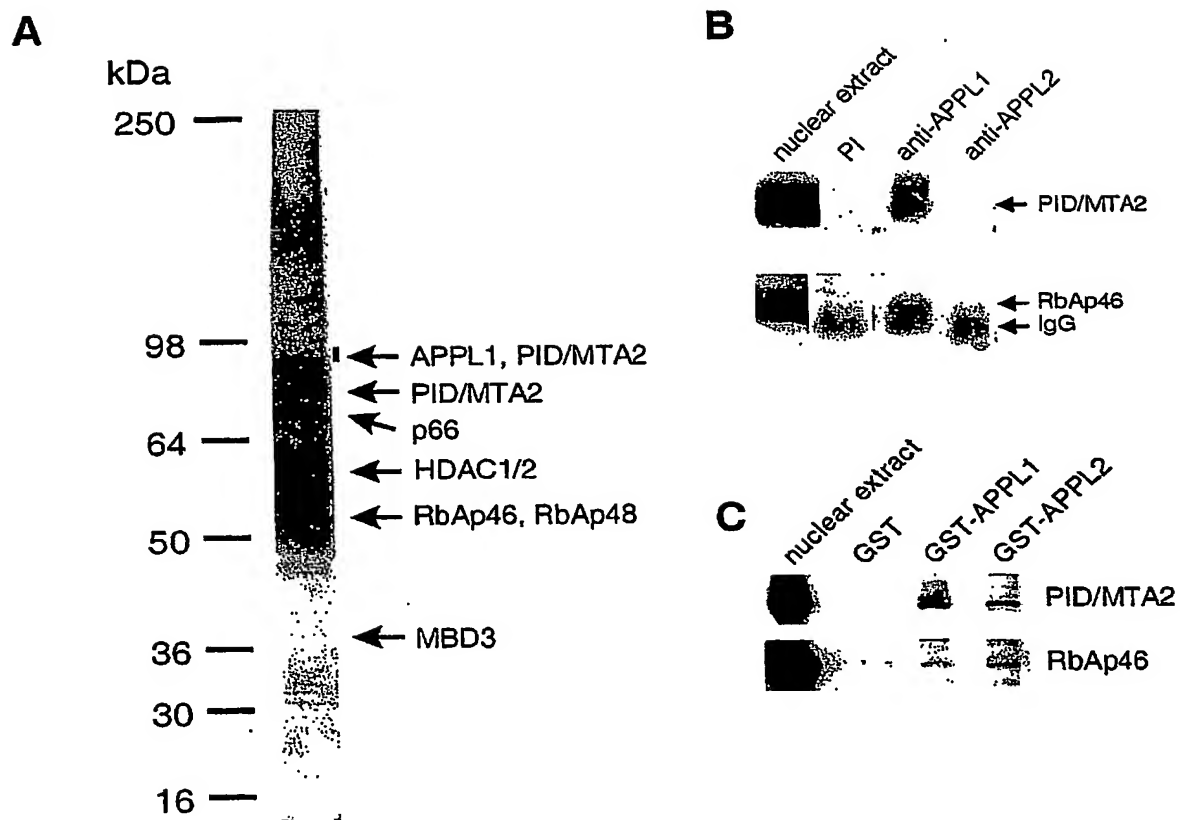 A
kDa
250
98
64
50
36
30
16
APPL1, PID/MTA2
PID/MTA2
p66
HDAC1/2
RbAp46, RbAp48
MBD3
B
nuclear extract
PI
anti-APPL1
anti-APPL2
PID/MTA2
RbAp46
IgG
C
nuclear extract
GST
GST-APPL1
GST-APPL2
PID/MTA2
RbAp46